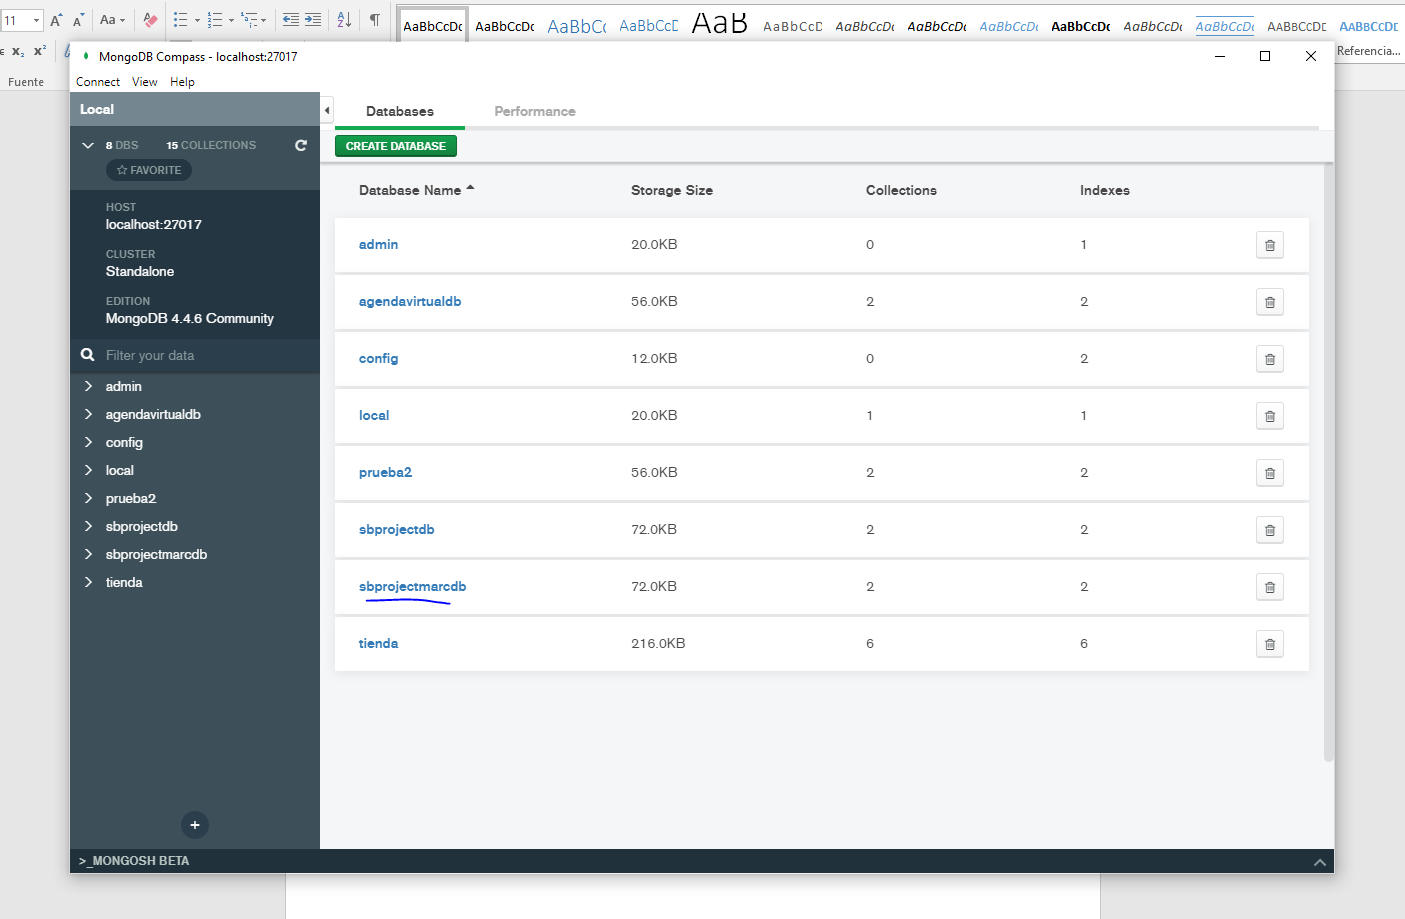 11 Aa
AaBbCcDc AaBbCcDc AaBbCc AaBbCcC AaB AaBbCcD AaBbCcDc AaBbCcDc AaBbCcDc AaBbCcDc AaBbCcDc AaBbCcDc AABBCCDE AABBCCDE
x₂ x²
Referencia...
Fuente
MongoDB Compass - localhost:27017
Connect View Help
Local
Databases Performance
8 DBS 15 COLLECTIONS
FAVORITE
CREATE DATABASE
HOST
localhost:27017
CLUSTER
Standalone
EDITION
MongoDB 4.4.6 Community
Filter your data
admin
agendavirtualdb
config
local
prueba2
sbprojectdb
sbprojectmarcdb
tienda
Database Name Storage Size Collections Indexes
admin 20.0KB 0 1
agendavirtualdb 56.0KB 2 2
config 12.0KB 0 2
local 20.0KB 1 1
prueba2 56.0KB 2 2
sbprojectdb 72.0KB 2 2
sbprojectmarcdb 72.0KB 2 2
tienda 216.0KB 6 6
>_MONGOSH BETA